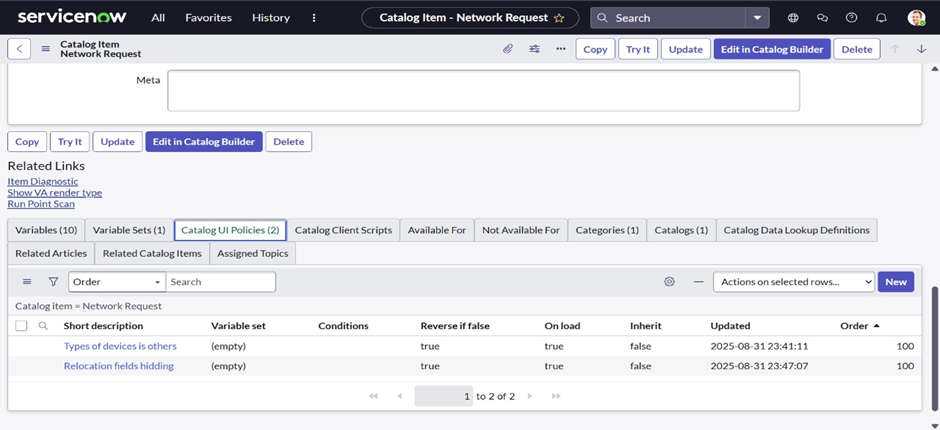 servicenow All Favorites History Catalog Item - Network Request Search
Catalog Item
Network Request
Copy Try It Update Edit in Catalog Builder Delete
Meta
Copy Try It Update Edit in Catalog Builder Delete
Related Links
Item Diagnostic
Show VA render type
Run Point Scan
Variables (10) Variable Sets (1) Catalog UI Policies (2) Catalog Client Scripts Available For Not Available For Categories (1) Catalogs (1) Catalog Data Lookup Definitions
Related Articles Related Catalog Items Assigned Topics
Order Search Actions on selected rows... New
Catalog item = Network Request
Short description Variable set Conditions Reverse if false On load Inherit Updated Order
Types of devices is others (empty) true true false 2025-08-31 23:41:11 100
Relocation fields hidding (empty) true true false 2025-08-31 23:47:07 100
1 to 2 of 2